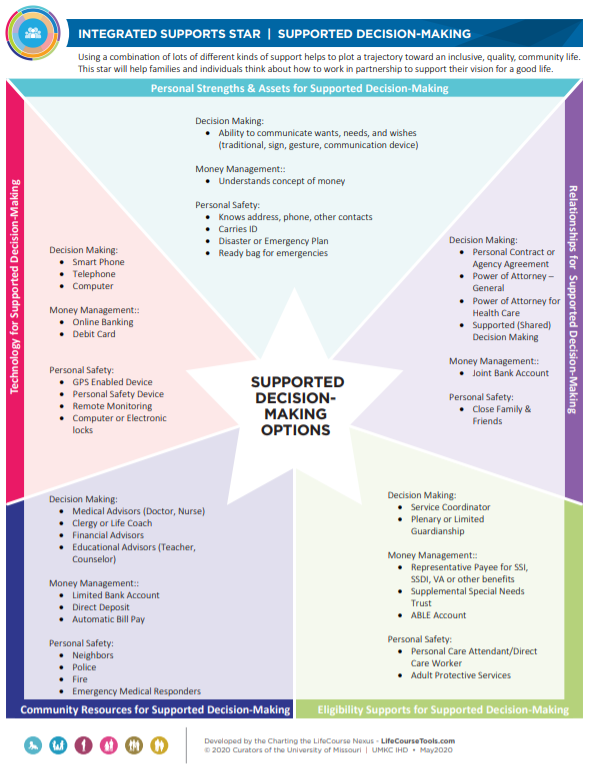 INTEGRATED SUPPORTS STAR | SUPPORTED DECISION-MAKING
Using a combination of lots of different kinds of support helps to plot a trajectory toward an inclusive, quality, community life.
This star will help families and individuals think about how to work in partnership to support their vision for a good life.
Personal Strengths & Assets for Supported Decision-Making
Decision Making:
• Ability to communicate wants, needs, and wishes
(traditional, sign, gesture, communication device)
Money Management::
• Understands concept of money
Personal Safety:
• Knows address, phone, other contacts
• Carries ID
• Disaster or Emergency Plan
• Ready bag for emergencies
Technology for Supported Decision-Making
Decision Making:
• Smart Phone
• Telephone
• Computer
Money Management::
• Online Banking
• Debit Card
Personal Safety:
• GPS Enabled Device
• Personal Safety Device
• Remote Monitoring
• Computer or Electronic
locks
Relationships for Supported Decision-Making
Decision Making:
• Personal Contract or
Agency Agreement
• Power of Attorney –
General
• Power of Attorney for
Health Care
• Supported (Shared)
Decision Making
Money Management::
• Joint Bank Account
Personal Safety:
• Close Family &
Friends
SUPPORTED
DECISION-
MAKING
OPTIONS
Decision Making:
• Medical Advisors (Doctor, Nurse)
• Clergy or Life Coach
• Financial Advisors
• Educational Advisors (Teacher,
Counselor)
Money Management::
• Limited Bank Account
• Direct Deposit
• Automatic Bill Pay
Personal Safety:
• Neighbors
• Police
• Fire
• Emergency Medical Responders
Community Resources for Supported Decision-Making
Decision Making:
• Service Coordinator
• Plenary or Limited
Guardianship
Money Management::
• Representative Payee for SSI,
SSDI, VA or other benefits
• Supplemental Special Needs
Trust
• ABLE Account
Personal Safety:
• Personal Care Attendant/Direct
Care Worker
• Adult Protective Services
Eligibility Supports for Supported Decision-Making
Developed by the Charting the LifeCourse Nexus - LifeCourseTools.com
© 2020 Curators of the University of Missouri | UMKC IHD • May2020